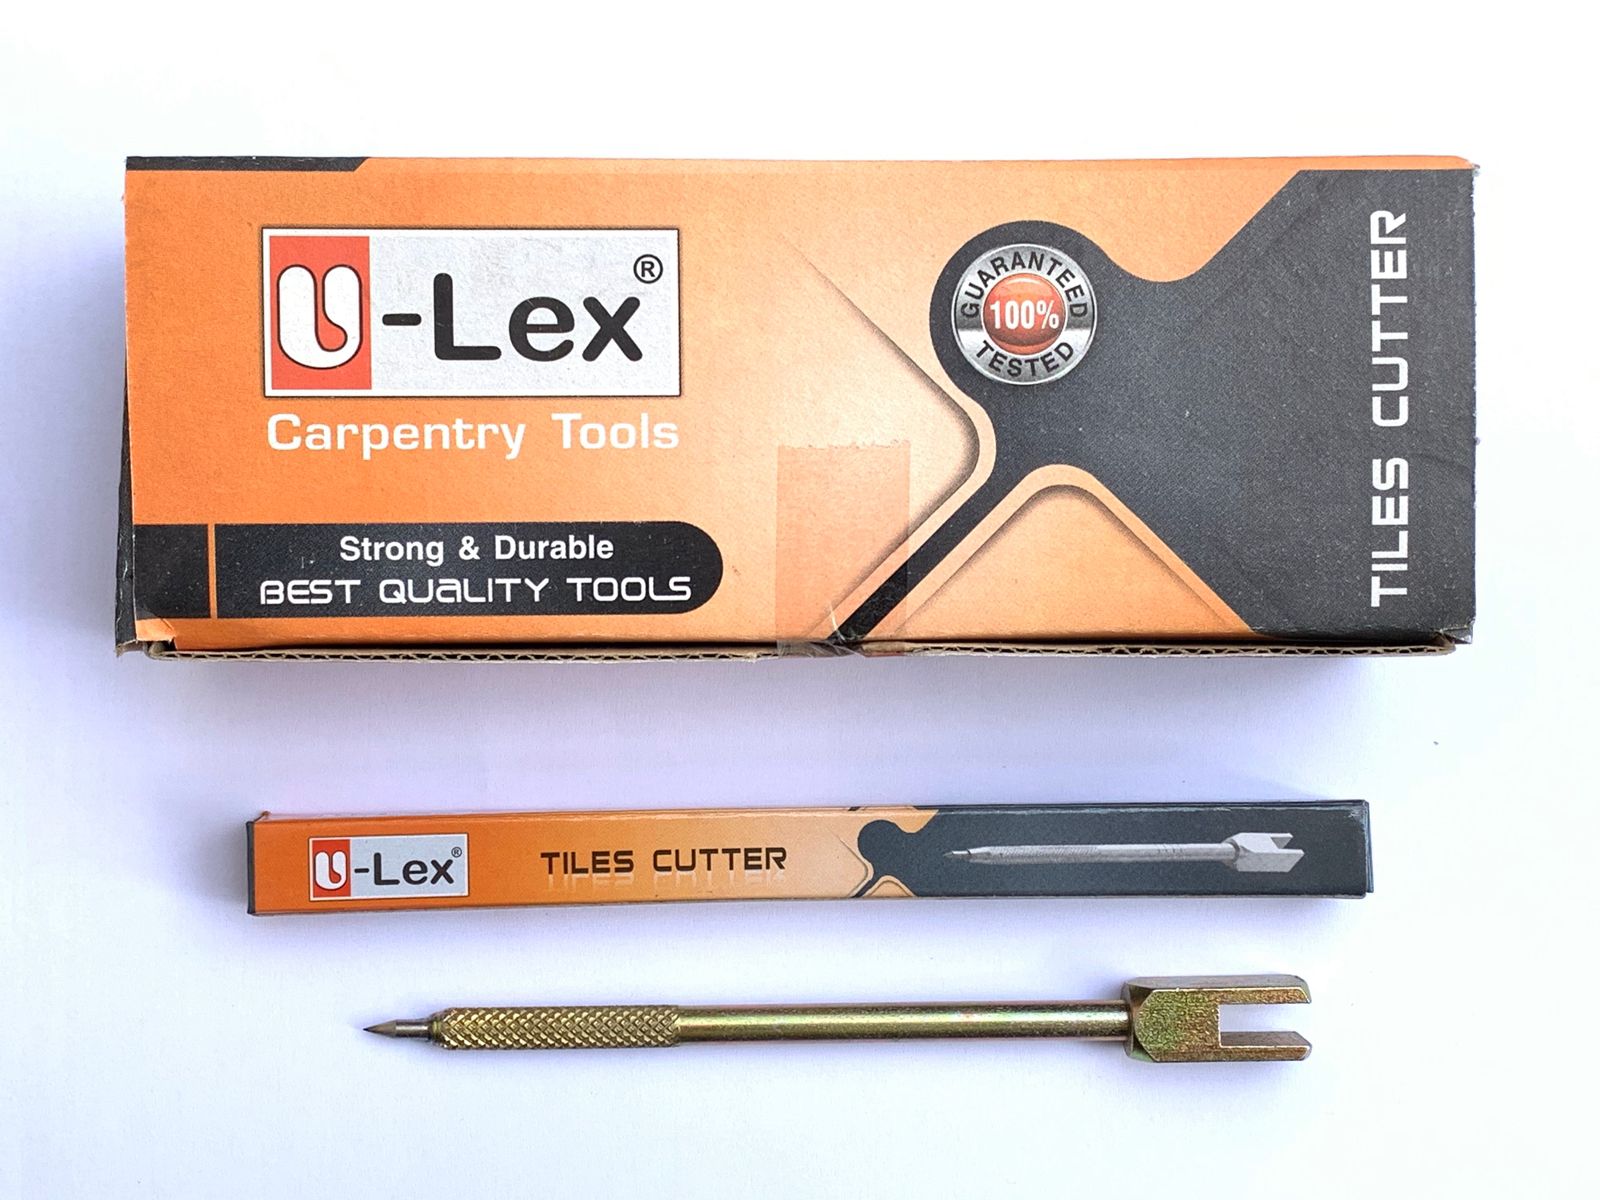 U-Lex®
Carpentry Tools
Strong & Durable
BEST QUALITY TOOLS
GUARANTEED
100%
TESTED
TILES CUTTER
U-Lex®
TILES CUTTER